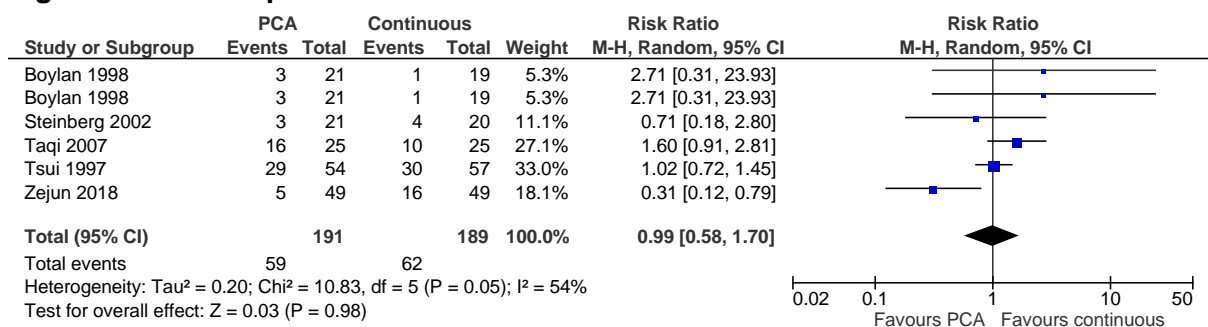 PCA Continuous Risk Ratio Risk Ratio
Study or Subgroup Events Total Events Total Weight M-H, Random, 95% CI M-H, Random, 95% CI
Boylan 1998 3 21 1 19 5.3% 2.71 [0.31, 23.93]
Boylan 1998 3 21 1 19 5.3% 2.71 [0.31, 23.93]
Steinberg 2002 3 21 4 20 11.1% 0.71 [0.18, 2.80]
Taqi 2007 16 25 10 25 27.1% 1.60 [0.91, 2.81]
Tsui 1997 29 54 30 57 33.0% 1.02 [0.72, 1.45]
Zejun 2018 5 49 16 49 18.1% 0.31 [0.12, 0.79]
Total (95% CI) 191 189 100.0% 0.99 [0.58, 1.70]
Total events 59 62
Heterogeneity: Tau² = 0.20; Chi² = 10.83, df = 5 (P = 0.05); I² = 54%
Test for overall effect: Z = 0.03 (P = 0.98)
0.02 0.1 1 10 50
Favours PCA Favours continuous